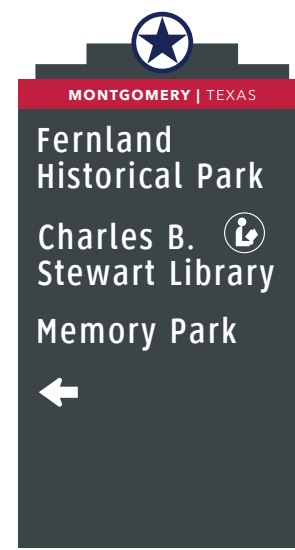 MONTGOMERY | TEXAS
Fernland
Historical Park
Charles B.
Stewart Library
Memory Park